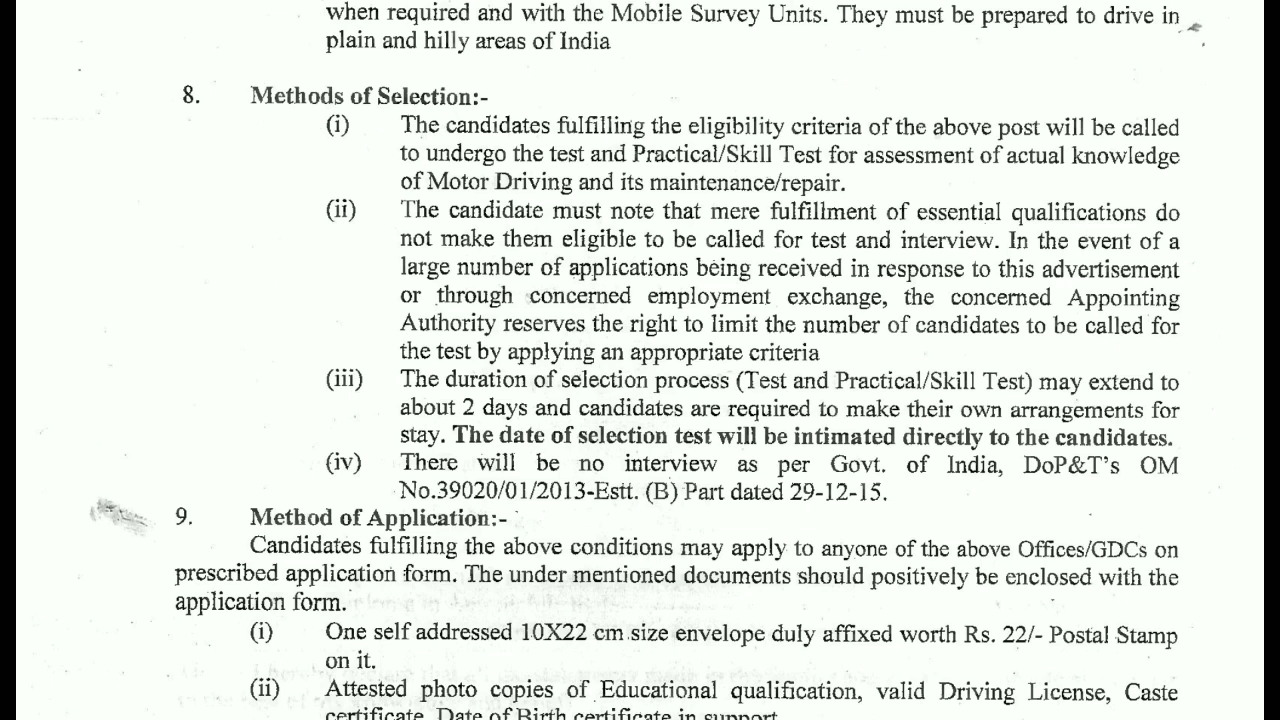 when required and with the Mobile Survey Units. They must be prepared to drive in
plain and hilly areas of India
8. Methods of Selection:-
(i) The candidates fulfilling the eligibility criteria of the above post will be called
to undergo the test and Practical/Skill Test for assessment of actual knowledge
of Motor Driving and its maintenance/repair.
(ii) The candidate must note that mere fulfillment of essential qualifications do
not make them eligible to be called for test and interview. In the event of a
large number of applications being received in response to this advertisement
or through concerned employment exchange, the concerned Appointing
Authority reserves the right to limit the number of candidates to be called for
the test by applying an appropriate criteria
(iii) The duration of selection process (Test and Practical/Skill Test) may extend to
about 2 days and candidates are required to make their own arrangements for
stay. The date of selection test will be intimated directly to the candidates.
(iv) There will be no interview as per Govt. of India, DoP&T's OM
No.39020/01/2013-Estt. (B) Part dated 29-12-15.
9. Method of Application:-
Candidates fulfilling the above conditions may apply to anyone of the above Offices/GDCs on
prescribed application form. The under mentioned documents should positively be enclosed with the
application form.
(i) One self addressed 10X22 cm size envelope duly affixed worth Rs. 22/- Postal Stamp
on it.
(ii) Attested photo copies of Educational qualification, valid Driving License, Caste
certificate, Date of Birth certificate in support